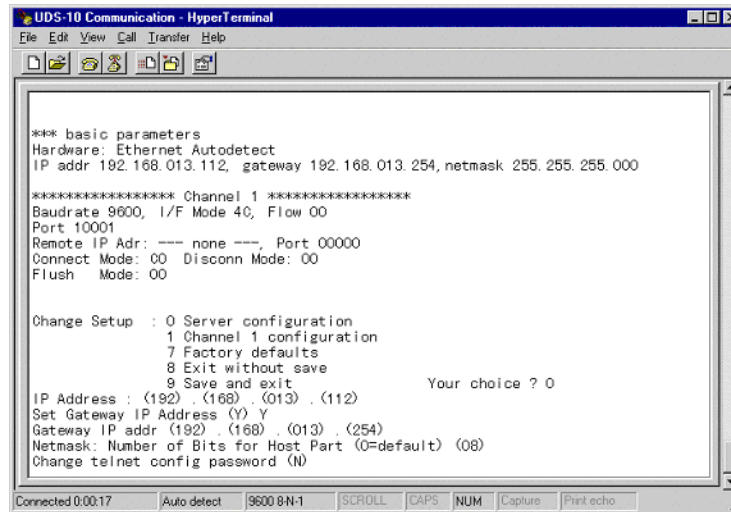 UDS-10 Communication - HyperTerminal
File Edit View Call Transfer Help
*** basic parameters
Hardware: Ethernet Autodetect
IP addr 192.168.013.112, gateway 192.168.013.254,netmask 255.255.255.000
***************** Channel 1 *****************
Baudrate 9600, I/F Mode 4C, Flow 00
Port 10001
Remote IP Adr: --- none ---, Port 00000
Connect Mode: C0 Disconn Mode: 00
Flush Mode: 00
Change Setup : 0 Server configuration
1 Channel 1 configuration
7 Factory defaults
8 Exit without save
9 Save and exit Your choice ? 0
IP Address : (192) .(168) .(013) .(112)
Set Gateway IP Address (Y) Y
Gateway IP addr (192) .(168) .(013) .(254)
Netmask: Number of Bits for Host Part (0=default) (08)
Change telnet config password (N)
Connected 0:00:17 Auto detect 9600 8-N-1 SCROLL CAPS NUM Capture Print echo